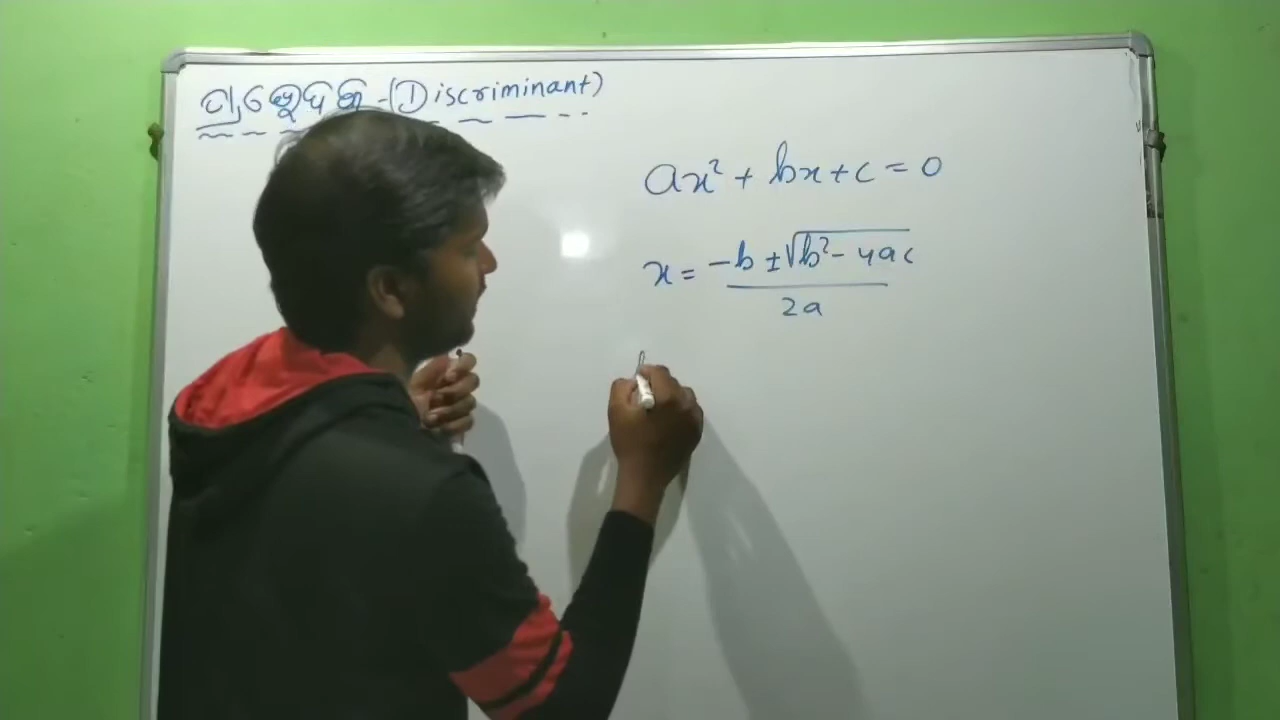 ପ୍ରଭେଦକ -(Discriminant)
ax² + bx + c = 0
x = -b ± √b² - 4ac
2a